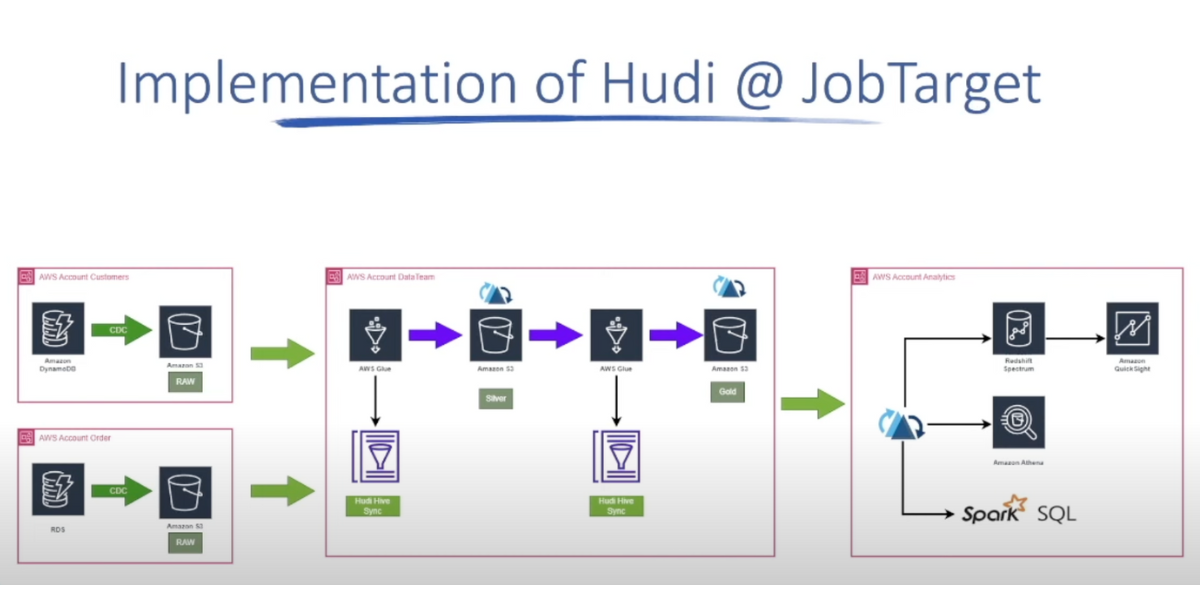 Implementation of Hudi @ JobTarget
AWS Account Customers
Amazon
DynamoDB
CDC
Amazon S3
RAW
AWS Account Order
RDS
CDC
Amazon S3
RAW
AWS Account DataTeam
AWS Glue
Amazon S3
Silver
AWS Glue
Amazon S3
Gold
Hudi Hive
Sync
Hudi Hive
Sync
AWS Account Analytics
Redshift
Spectrum
Amazon
QuickSight
Amazon Athena
Spark SQL